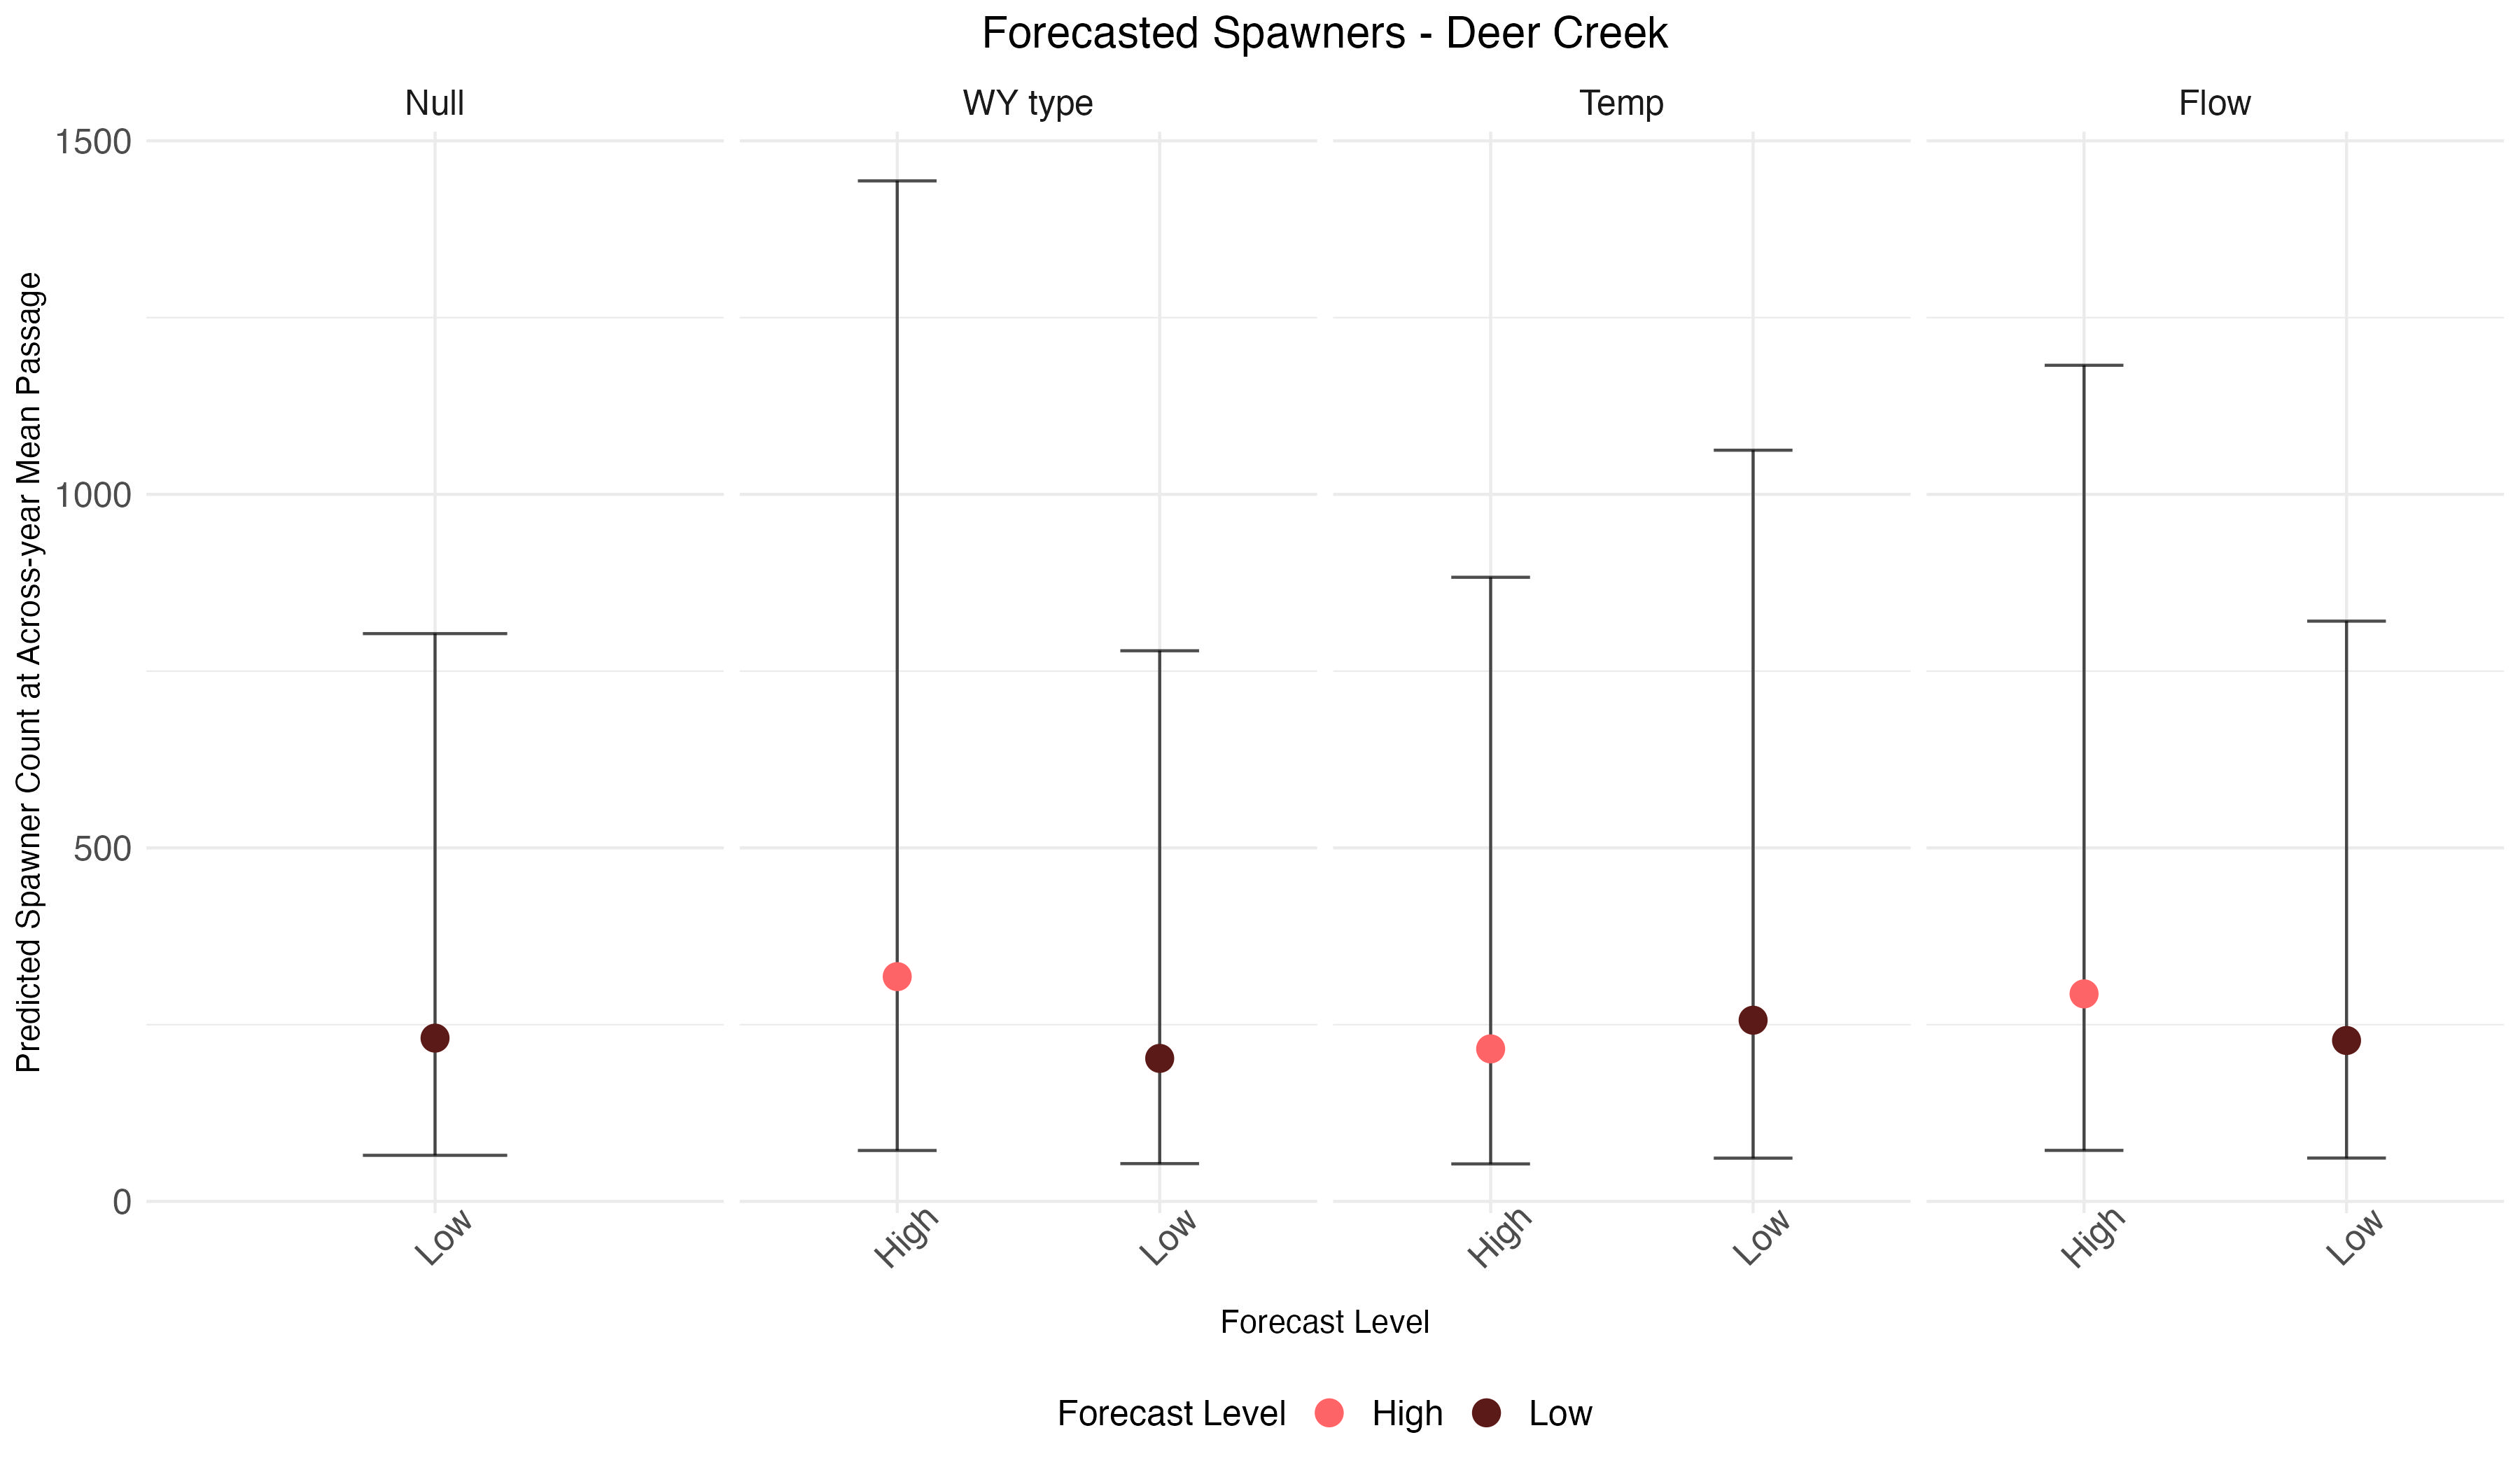 Forecasted Spawners - Deer Creek
Null
WY type
Temp
Flow
Predicted Spawner Count at Across-year Mean Passage
1500
1000
500
0
Low
High
Low
High
Low
High
Low
Forecast Level
Forecast Level High Low